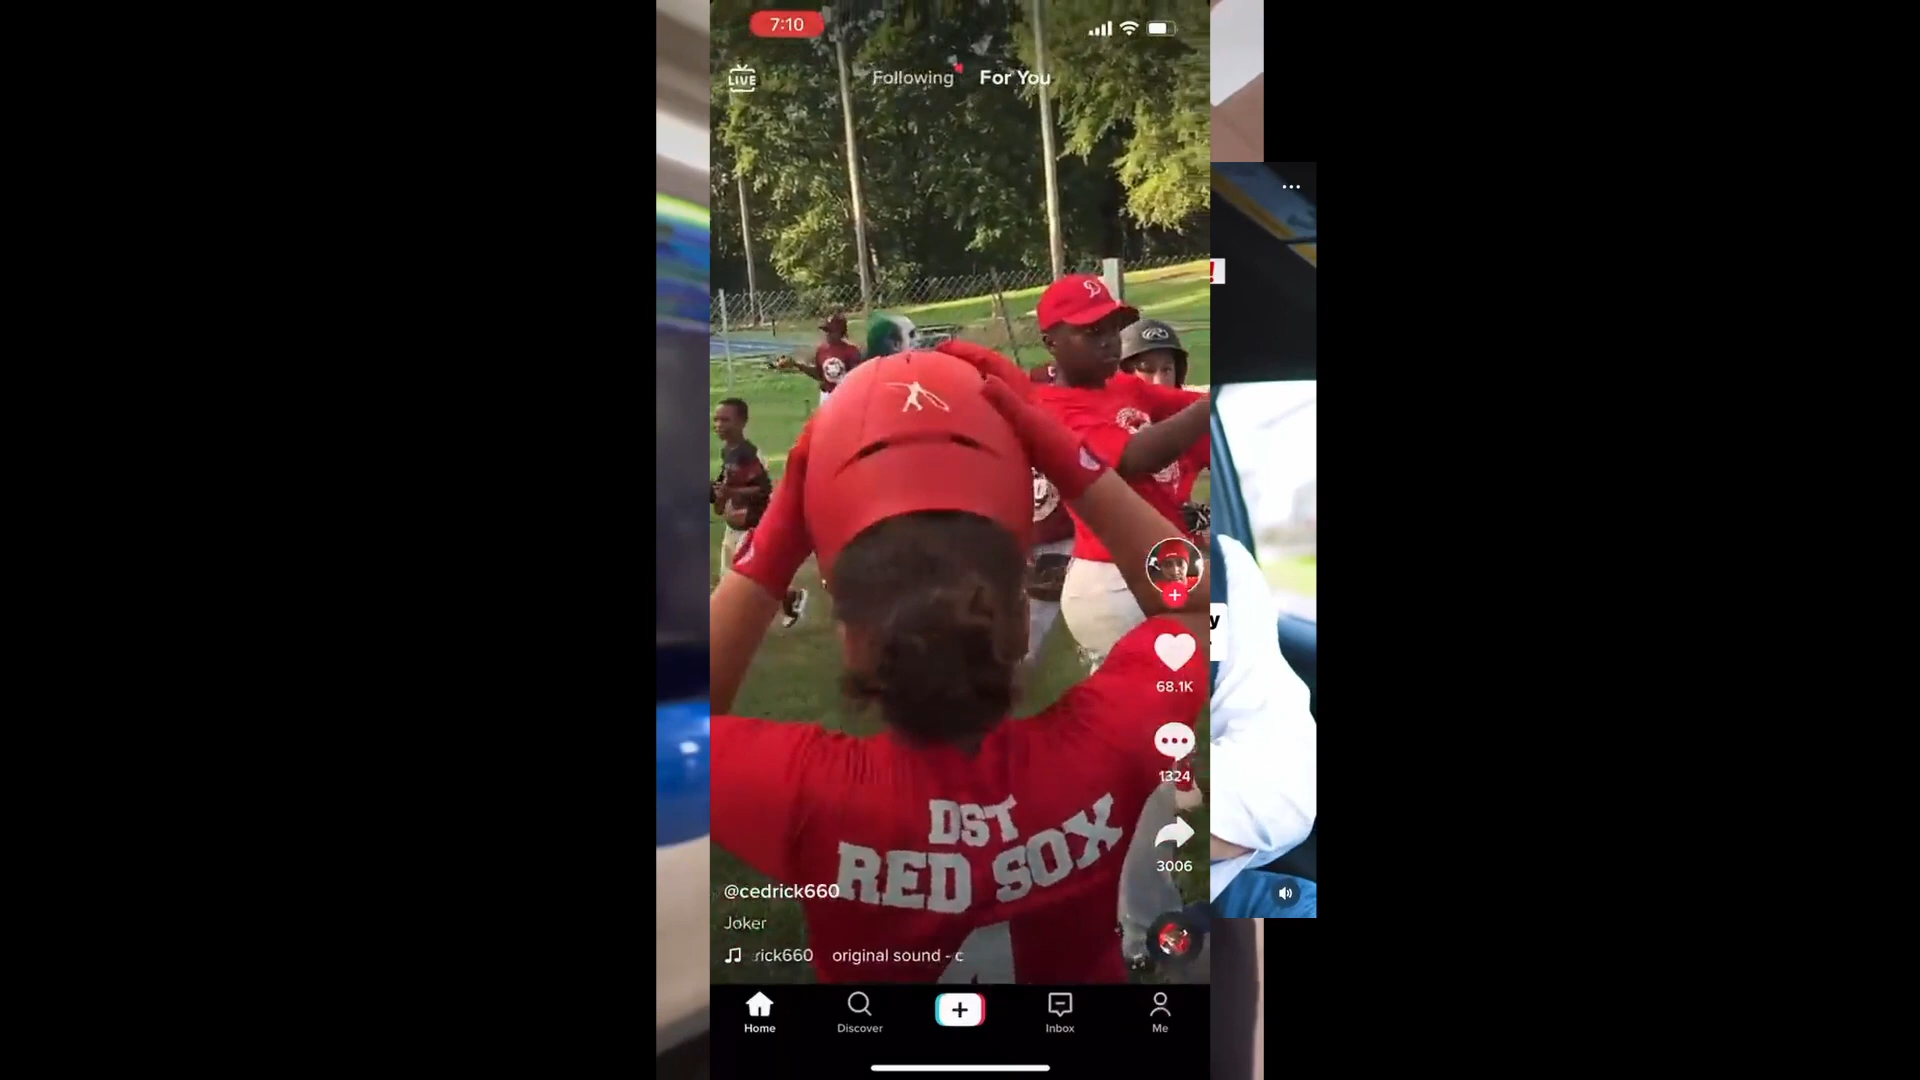 7:10
LIVE
Following
For You
!
y
68.1K
1324
3006
DST
RED SOX
4
@cedrick660
Joker
rick660 original sound - c
Home
Discover
Inbox
Me